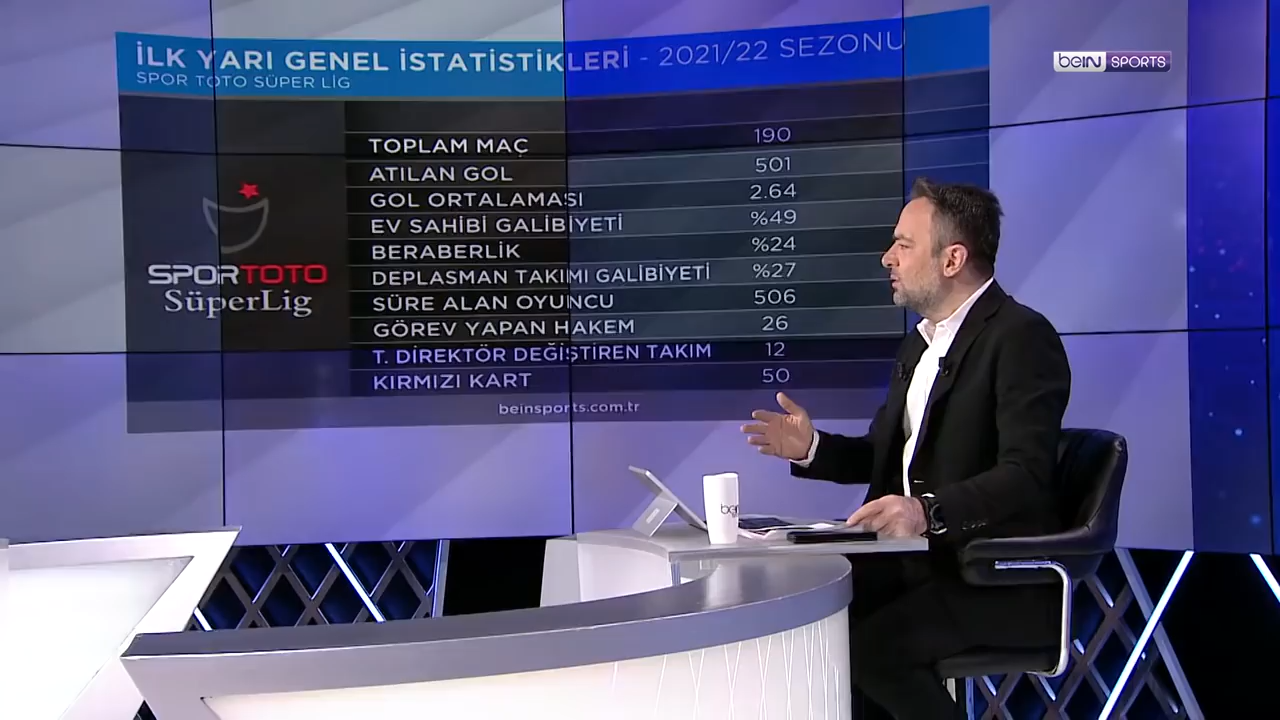 İLK YARI GENEL İSTATİSTİKLERİ - 2021/22 SEZONU
SPOR TOTO SÜPER LİG
beIN SPORTS
TOPLAM MAÇ 190
ATILAN GOL 501
GOL ORTALAMASI 2.64
EV SAHİBİ GALİBİYETİ %49
BERABERLİK %24
DEPLASMAN TAKIMI GALİBİYETİ %27
SÜRE ALAN OYUNCU 506
GÖREV YAPAN HAKEM 26
T. DİREKTÖR DEĞİŞTİREN TAKIM 12
KIRMIZI KART 50
SPORTOTO
SüperLig
beinsports.com.tr
bein